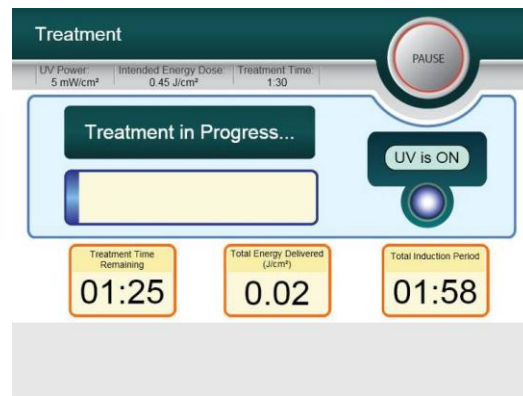 Treatment
PAUSE
UV Power: Intended Energy Dose: Treatment Time:
5 mW/cm² 0.45 J/cm² 1:30
Treatment in Progress...
UV is ON
Treatment Time
Remaining
01:25
Total Energy Delivered
(J/cm²)
0.02
Total Induction Period
01:58